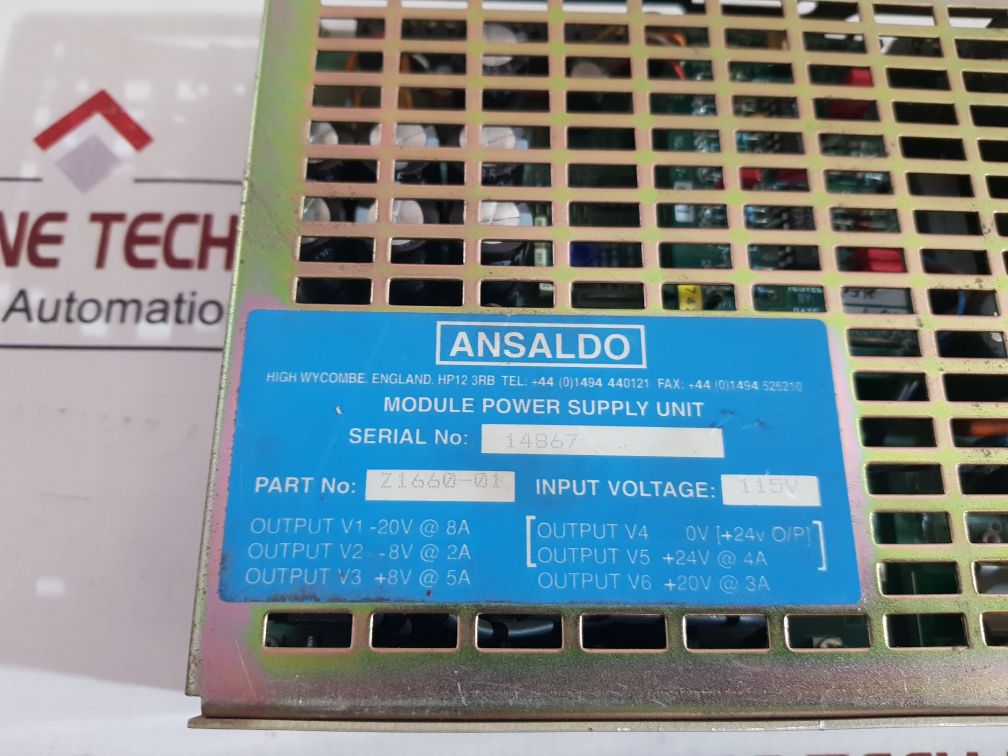 NE TECH
Automatio
ANSALDO
HIGH WYCOMBE. ENGLAND. HP12 3RB TEL: +44 (0)1494 440121 FAX: +44 (0)1494 526210
MODULE POWER SUPPLY UNIT
SERIAL No: 14867
PART No: Z1660-01 INPUT VOLTAGE: 115V
OUTPUT V1 -20V @ 8A
OUTPUT V2 -8V @ 2A
OUTPUT V3 +8V @ 5A
[OUTPUT V4 0V [+24v O/P]]
OUTPUT V5 +24V @ 4A
OUTPUT V6 +20V @ 3A